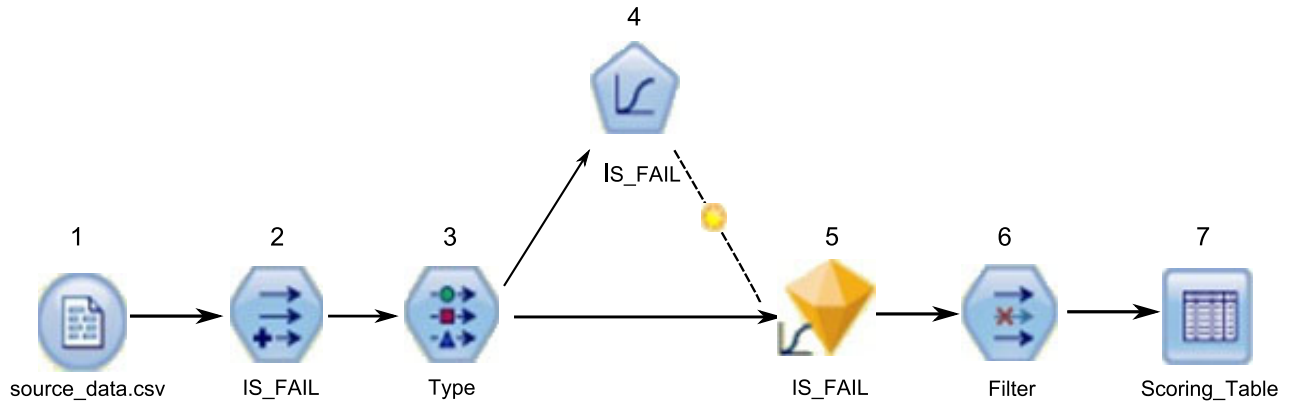 4
IS_FAIL
1
2
3
5
6
7
source_data.csv
IS_FAIL
Type
IS_FAIL
Filter
Scoring_Table